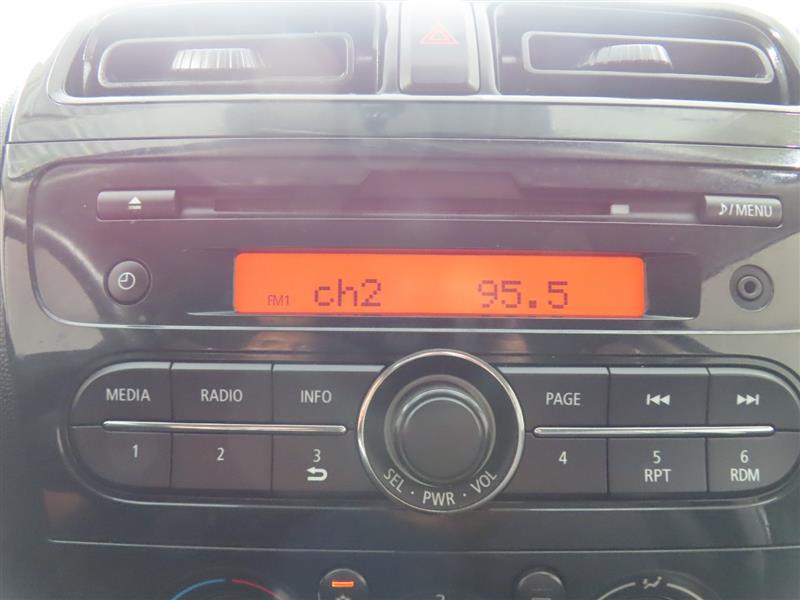 ♪/MENU
FM1 ch2 95.5
MEDIA RADIO INFO PAGE
1 2 3 4 5 6
RPT RDM
SEL · PWR · VOL